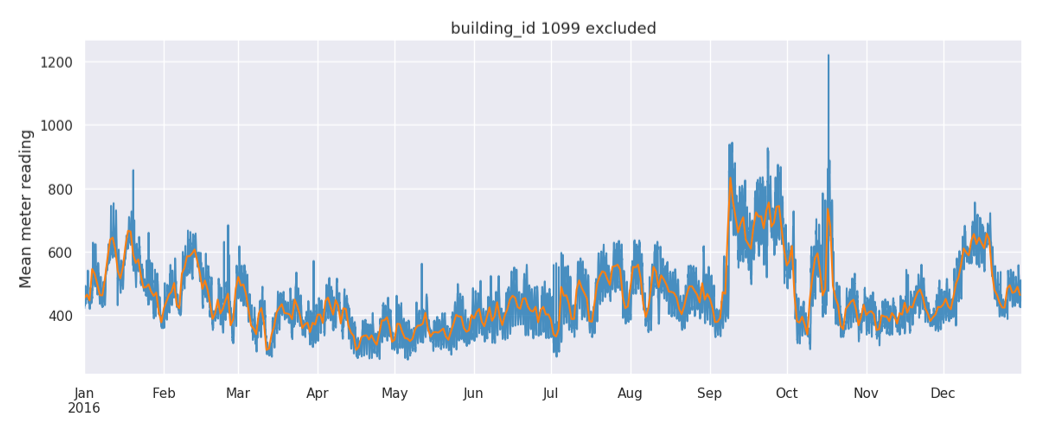 building_id 1099 excluded
Mean meter reading
1200
1000
800
600
400
Jan Feb Mar Apr May Jun Jul Aug Sep Oct Nov Dec
2016